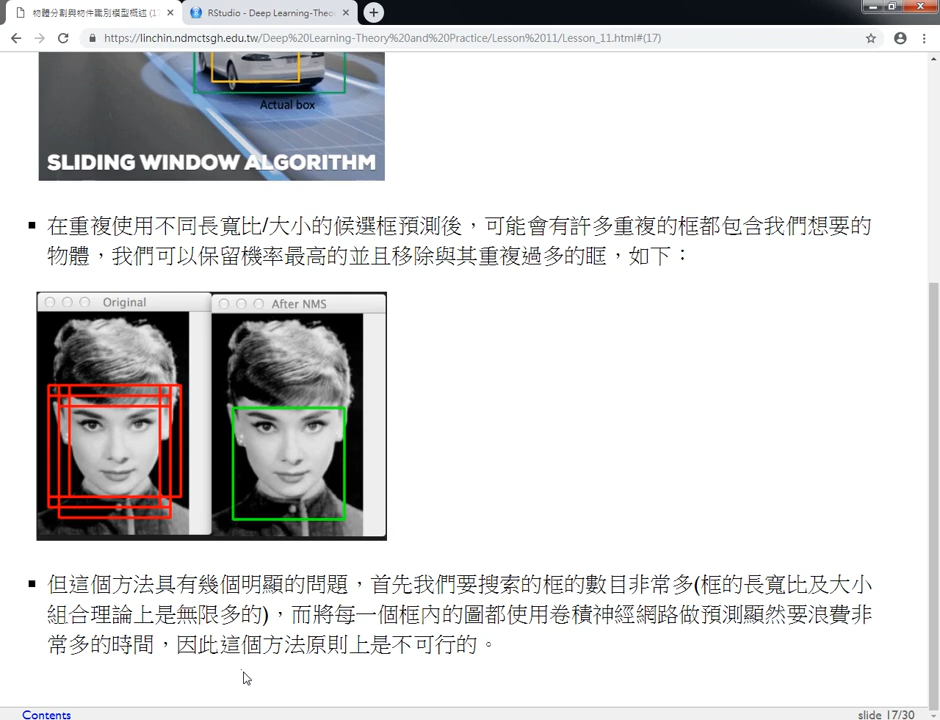 物體分割與物件識別模型概述 (17
RStudio - Deep Learning-Theo
https://linchin.ndmctsgh.edu.tw/Deep%20Learning-Theory%20and%20Practice/Lesson%2011/Lesson_11.html#(17)
Actual box
SLIDING WINDOW ALGORITHM
在重複使用不同長寬比/大小的候選框預測後，可能會有許多重複的框都包含我們想要的
物體，我們可以保留機率最高的並且移除與其重複過多的眶，如下：
Original
After NMS
但這個方法具有幾個明顯的問題，首先我們要搜索的框的數目非常多(框的長寬比及大小
組合理論上是無限多的)，而將每一個框內的圖都使用卷積神經網路做預測顯然要浪費非
常多的時間，因此這個方法原則上是不可行的。
Contents
slide 17/30